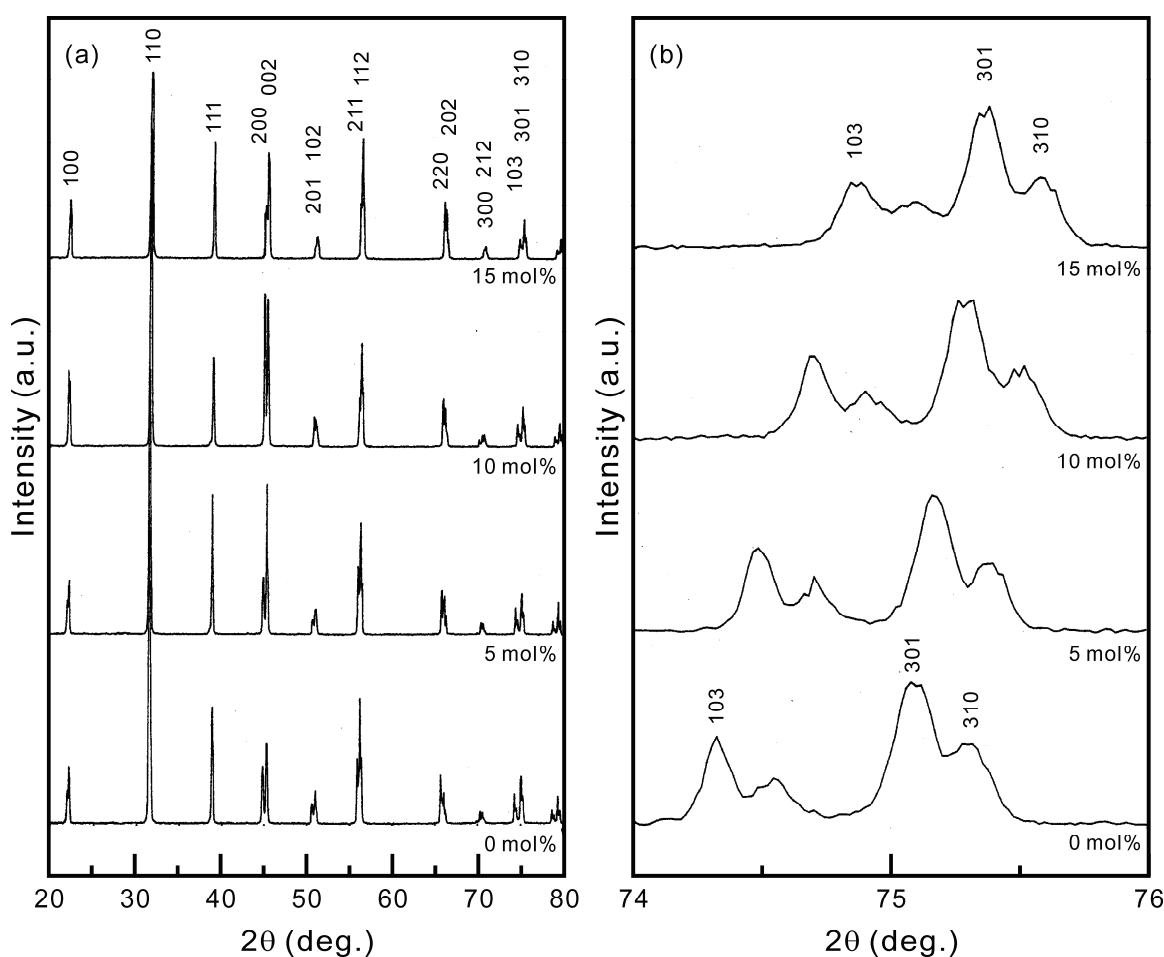 (a)
100
110
111
200
002
201
102
211
112
220
202
300
212
103
301
310
15 mol%
10 mol%
5 mol%
0 mol%
Intensity (a.u.)
20 30 40 50 60 70 80
2θ (deg.)
(b)
103
301
310
15 mol%
10 mol%
5 mol%
103
301
310
0 mol%
Intensity (a.u.)
74 75 76
2θ (deg.)